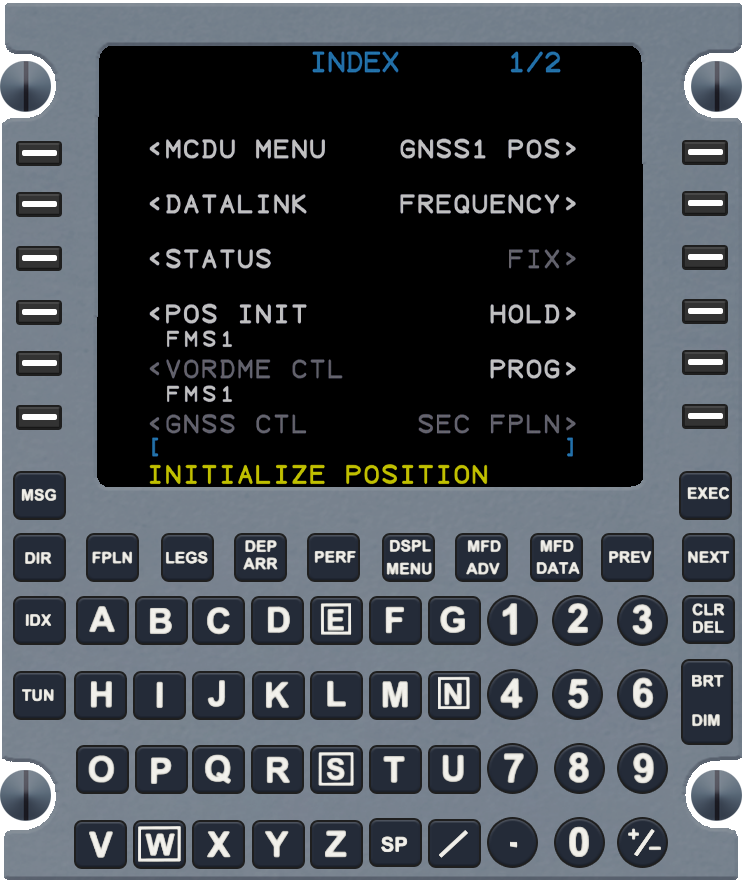 INDEX 1/2
<MCDU MENU GNSS1 POS>
<DATALINK FREQUENCY>
<STATUS FIX>
<POS INIT HOLD>
FMS1
<VORDME CTL PROG>
FMS1
<GNSS CTL SEC FPLN>
[ ]
INITIALIZE POSITION
MSG EXEC
DIR FPLN LEGS DEP ARR PERF DSPL MENU MFD ADV MFD DATA PREV NEXT
IDX A B C D E F G 1 2 3 CLR DEL
TUN H I J K L M N 4 5 6 BRT DIM
O P Q R S T U 7 8 9
V W X Y Z SP / . 0 +/-